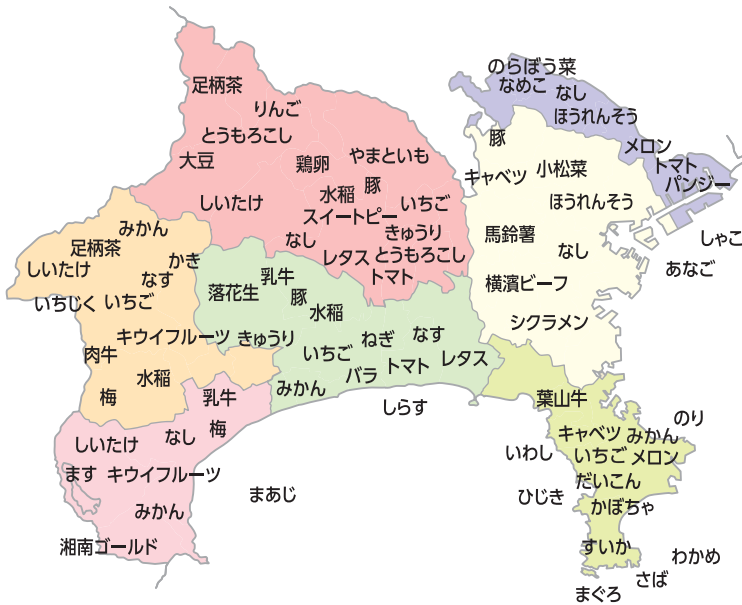 のらぼう菜
なめこ
なし
ほうれんそう
メロン
トマト
パンジー
足柄茶
りんご
とうもろこし
大豆
鶏卵
やまといも
しいたけ
水稲
豚
スイートピー
いちご
きゅうり
なし
レタス
とうもろこし
トマト
豚
キャベツ
小松菜
ほうれんそう
馬鈴薯
なし
横濱ビーフ
シクラメン
しゃこ
あなご
みかん
足柄茶
かき
しいたけ
なす
いちじく
いちご
キウイフルーツ
肉牛
水稲
梅
乳牛
落花生
豚
水稲
きゅうり
ねぎ
なす
いちご
トマト
レタス
バラ
みかん
しらす
乳牛
梅
しいたけ
なし
ます
キウイフルーツ
みかん
湘南ゴールド
まあじ
葉山牛
のり
キャベツ
みかん
いちご
メロン
いわし
だいこん
ひじき
かぼちゃ
すいか
わかめ
さば
まぐろ